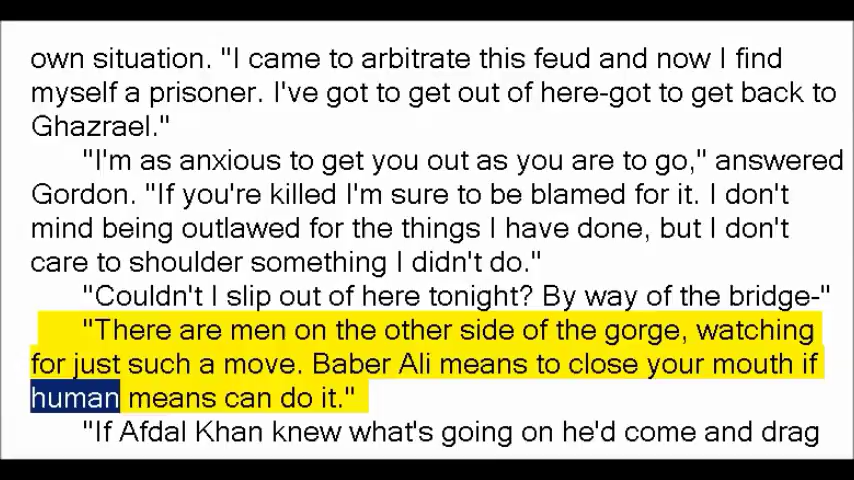 own situation. "I came to arbitrate this feud and now I find
myself a prisoner. I've got to get out of here-got to get back to
Ghazrael."
"I'm as anxious to get you out as you are to go," answered
Gordon. "If you're killed I'm sure to be blamed for it. I don't
mind being outlawed for the things I have done, but I don't
care to shoulder something I didn't do."
"Couldn't I slip out of here tonight? By way of the bridge-"
"There are men on the other side of the gorge, watching
for just such a move. Baber Ali means to close your mouth if
human means can do it."
"If Afdal Khan knew what's going on he'd come and drag